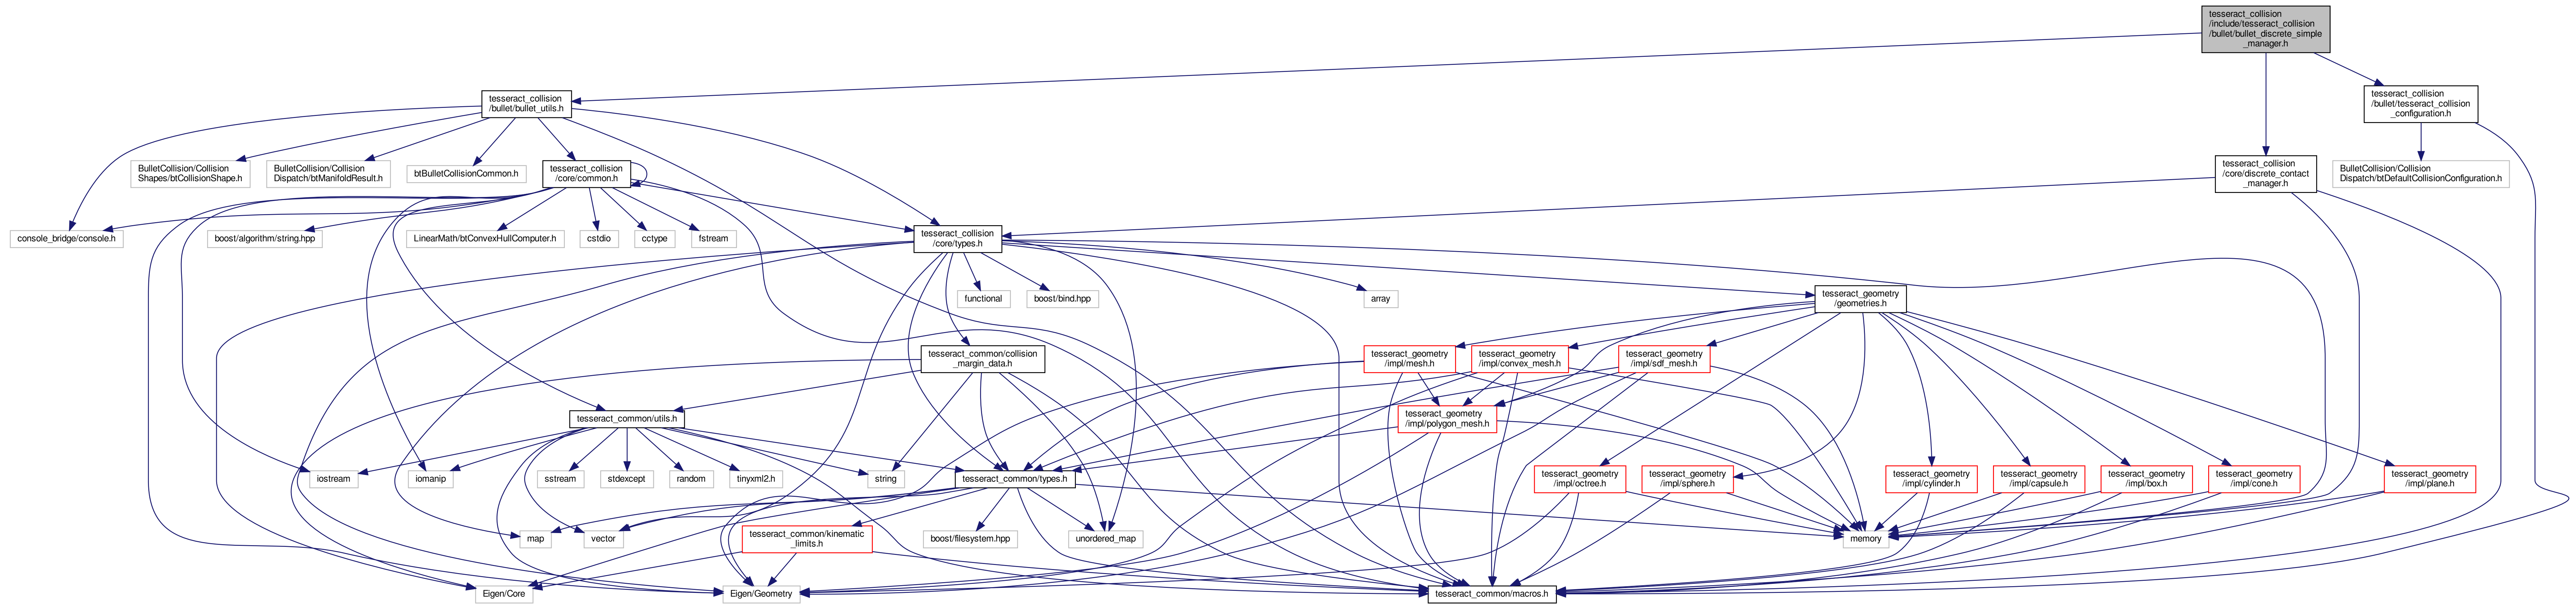 tesseract_collision
/include/tesseract_collision
/bullet/bullet_discrete_simple
_manager.h
tesseract_collision
/bullet/bullet_utils.h
tesseract_collision
/bullet/tesseract_collision
_configuration.h
BulletCollision/Collision
Shapes/btCollisionShape.h
BulletCollision/Collision
Dispatch/btManifoldResult.h
btBulletCollisionCommon.h
tesseract_collision
/core/common.h
tesseract_collision
/core/discrete_contact
_manager.h
BulletCollision/Collision
Dispatch/btDefaultCollisionConfiguration.h
console_bridge/console.h
boost/algorithm/string.hpp
LinearMath/btConvexHullComputer.h
cstdio
cctype
fstream
tesseract_collision
/core/types.h
functional
boost/bind.hpp
array
tesseract_geometry
/geometries.h
tesseract_common/collision
_margin_data.h
tesseract_geometry
/impl/mesh.h
tesseract_geometry
/impl/convex_mesh.h
tesseract_geometry
/impl/sdf_mesh.h
tesseract_common/utils.h
tesseract_geometry
/impl/polygon_mesh.h
iostream
iomanip
sstream
stdexcept
random
tinyxml2.h
string
tesseract_common/types.h
tesseract_geometry
/impl/octree.h
tesseract_geometry
/impl/sphere.h
tesseract_geometry
/impl/cylinder.h
tesseract_geometry
/impl/capsule.h
tesseract_geometry
/impl/box.h
tesseract_geometry
/impl/cone.h
tesseract_geometry
/impl/plane.h
map
vector
tesseract_common/kinematic
_limits.h
boost/filesystem.hpp
unordered_map
memory
Eigen/Core
Eigen/Geometry
tesseract_common/macros.h